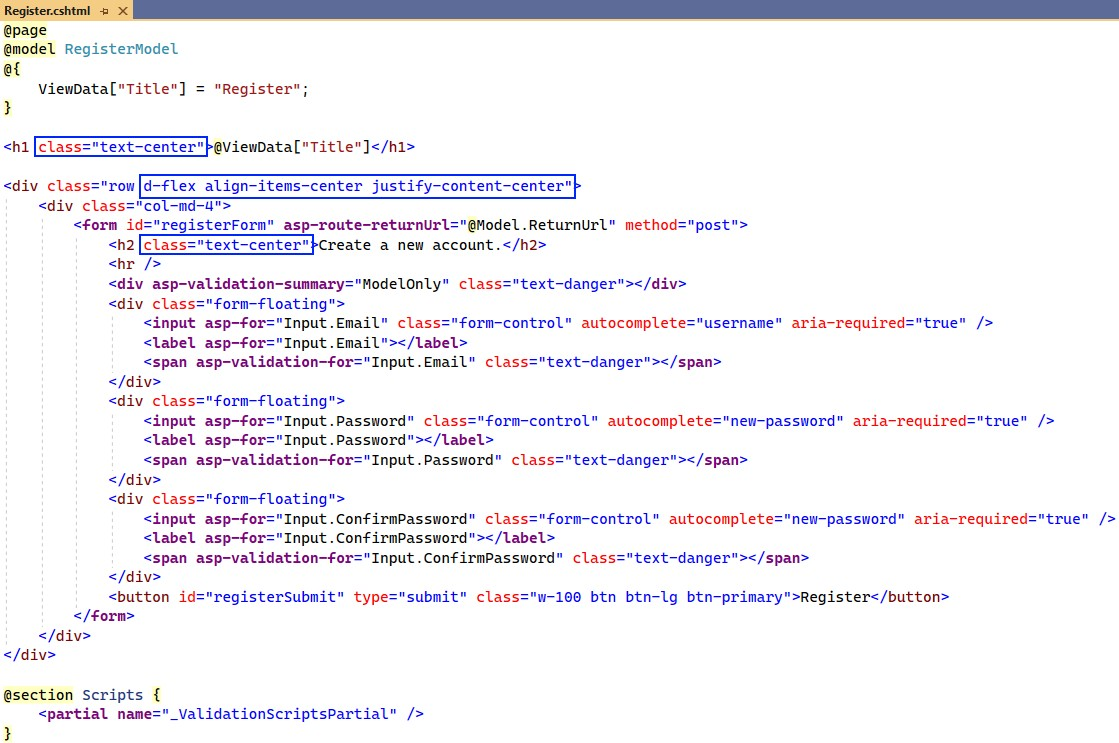 Register.cshtml
@page
@model RegisterModel
@{
    ViewData["Title"] = "Register";
}

<h1 class="text-center">@ViewData["Title"]</h1>

<div class="row d-flex align-items-center justify-content-center">
    <div class="col-md-4">
        <form id="registerForm" asp-route-returnUrl="@Model.ReturnUrl" method="post">
            <h2 class="text-center">Create a new account.</h2>
            <hr />
            <div asp-validation-summary="ModelOnly" class="text-danger"></div>
            <div class="form-floating">
                <input asp-for="Input.Email" class="form-control" autocomplete="username" aria-required="true" />
                <label asp-for="Input.Email"></label>
                <span asp-validation-for="Input.Email" class="text-danger"></span>
            </div>
            <div class="form-floating">
                <input asp-for="Input.Password" class="form-control" autocomplete="new-password" aria-required="true" />
                <label asp-for="Input.Password"></label>
                <span asp-validation-for="Input.Password" class="text-danger"></span>
            </div>
            <div class="form-floating">
                <input asp-for="Input.ConfirmPassword" class="form-control" autocomplete="new-password" aria-required="true" />
                <label asp-for="Input.ConfirmPassword"></label>
                <span asp-validation-for="Input.ConfirmPassword" class="text-danger"></span>
            </div>
            <button id="registerSubmit" type="submit" class="w-100 btn btn-lg btn-primary">Register</button>
        </form>
    </div>
</div>

@section Scripts {
    <partial name="_ValidationScriptsPartial" />
}